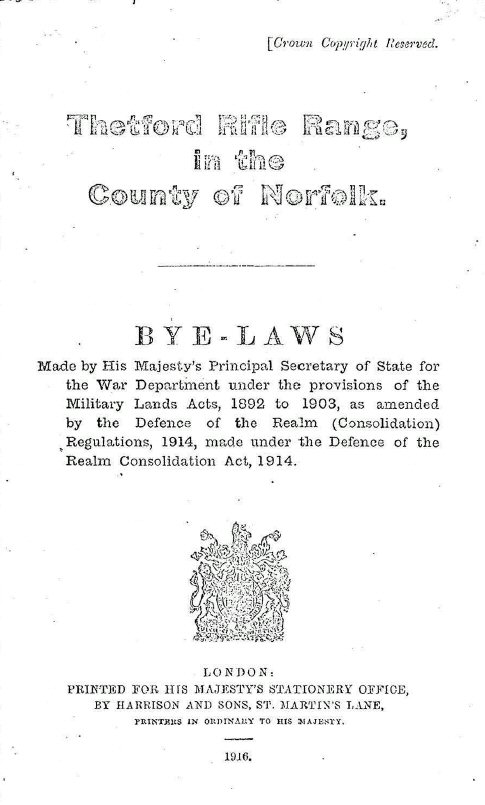 [Crown Copyright Reserved.
Thetford Rifle Range,
in the
County of Norfolk.
BYE-LAWS
Made by His Majesty's Principal Secretary of State for
the War Department under the provisions of the
Military Lands Acts, 1892 to 1903, as amended
by the Defence of the Realm (Consolidation)
Regulations, 1914, made under the Defence of the
Realm Consolidation Act, 1914.
LONDON:
PRINTED FOR HIS MAJESTY'S STATIONERY OFFICE,
BY HARRISON AND SONS, ST. MARTIN'S LANE,
PRINTERS IN ORDINARY TO HIS MAJESTY.
1916.